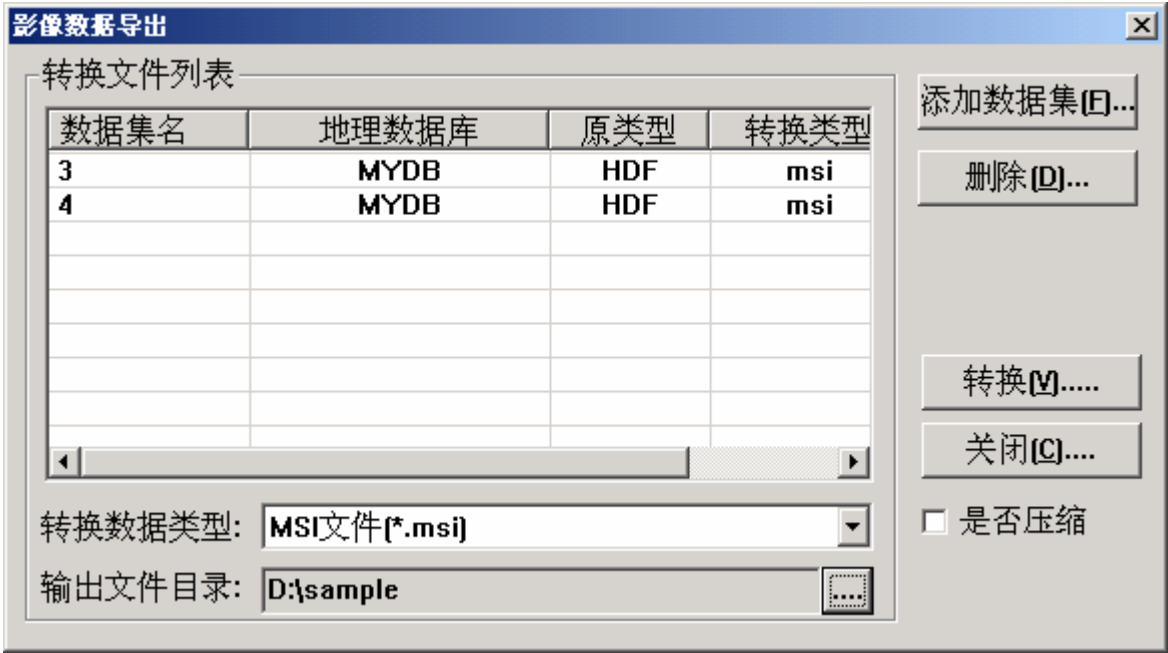 影像数据导出
转换文件列表
数据集名 地理数据库 原类型 转换类型
3 MYDB HDF msi
4 MYDB HDF msi
转换数据类型: MSI文件(*.msi)
输出文件目录: D:\sample ....
添加数据集(F)...
删除(D)...
转换(V).....
关闭(C)....
是否压缩